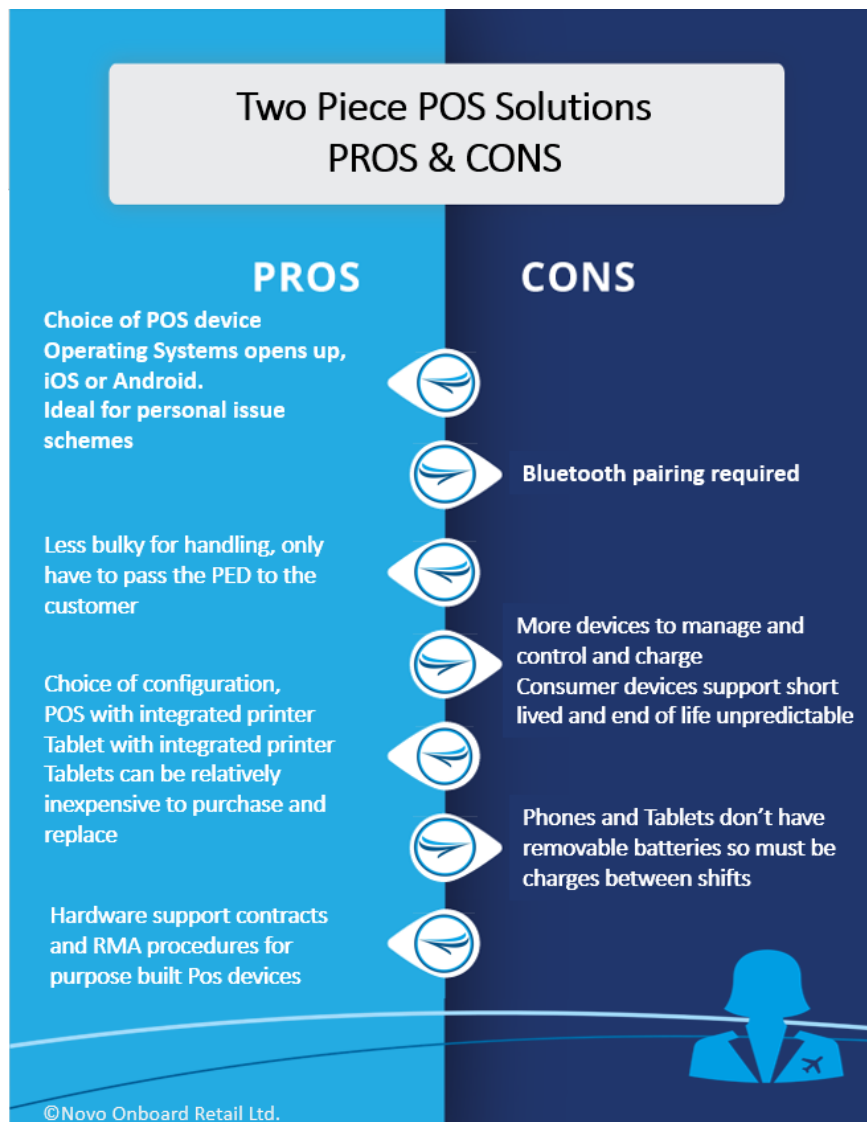 Two Piece POS Solutions
PROS & CONS
PROS
CONS
Choice of POS device
Operating Systems opens up,
iOS or Android.
Ideal for personal issue
schemes
Bluetooth pairing required
Less bulky for handling, only
have to pass the PED to the
customer
More devices to manage and
control and charge
Consumer devices support short
lived and end of life unpredictable
Choice of configuration,
POS with integrated printer
Tablet with integrated printer
Tablets can be relatively
inexpensive to purchase and
replace
Phones and Tablets don’t have
removable batteries so must be
charges between shifts
Hardware support contracts
and RMA procedures for
purpose built Pos devices
©Novo Onboard Retail Ltd.